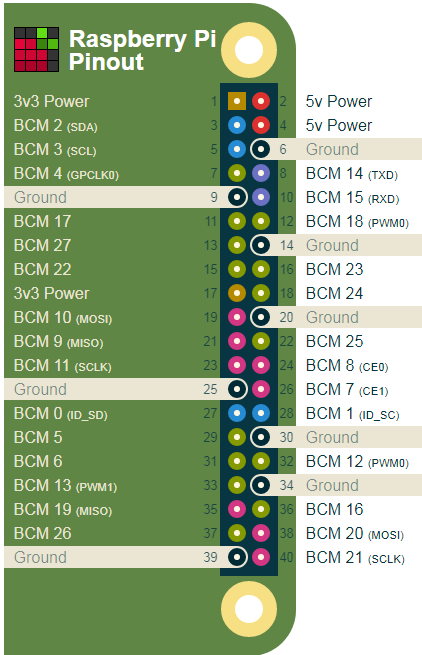 Raspberry Pi
Pinout
3v3 Power 1 2 5v Power
BCM 2 (SDA) 3 4 5v Power
BCM 3 (SCL) 5 6 Ground
BCM 4 (GPCLK0) 7 8 BCM 14 (TXD)
Ground 9 10 BCM 15 (RXD)
BCM 17 11 12 BCM 18 (PWM0)
BCM 27 13 14 Ground
BCM 22 15 16 BCM 23
3v3 Power 17 18 BCM 24
BCM 10 (MOSI) 19 20 Ground
BCM 9 (MISO) 21 22 BCM 25
BCM 11 (SCLK) 23 24 BCM 8 (CE0)
Ground 25 26 BCM 7 (CE1)
BCM 0 (ID_SD) 27 28 BCM 1 (ID_SC)
BCM 5 29 30 Ground
BCM 6 31 32 BCM 12 (PWM0)
BCM 13 (PWM1) 33 34 Ground
BCM 19 (MISO) 35 36 BCM 16
BCM 26 37 38 BCM 20 (MOSI)
Ground 39 40 BCM 21 (SCLK)